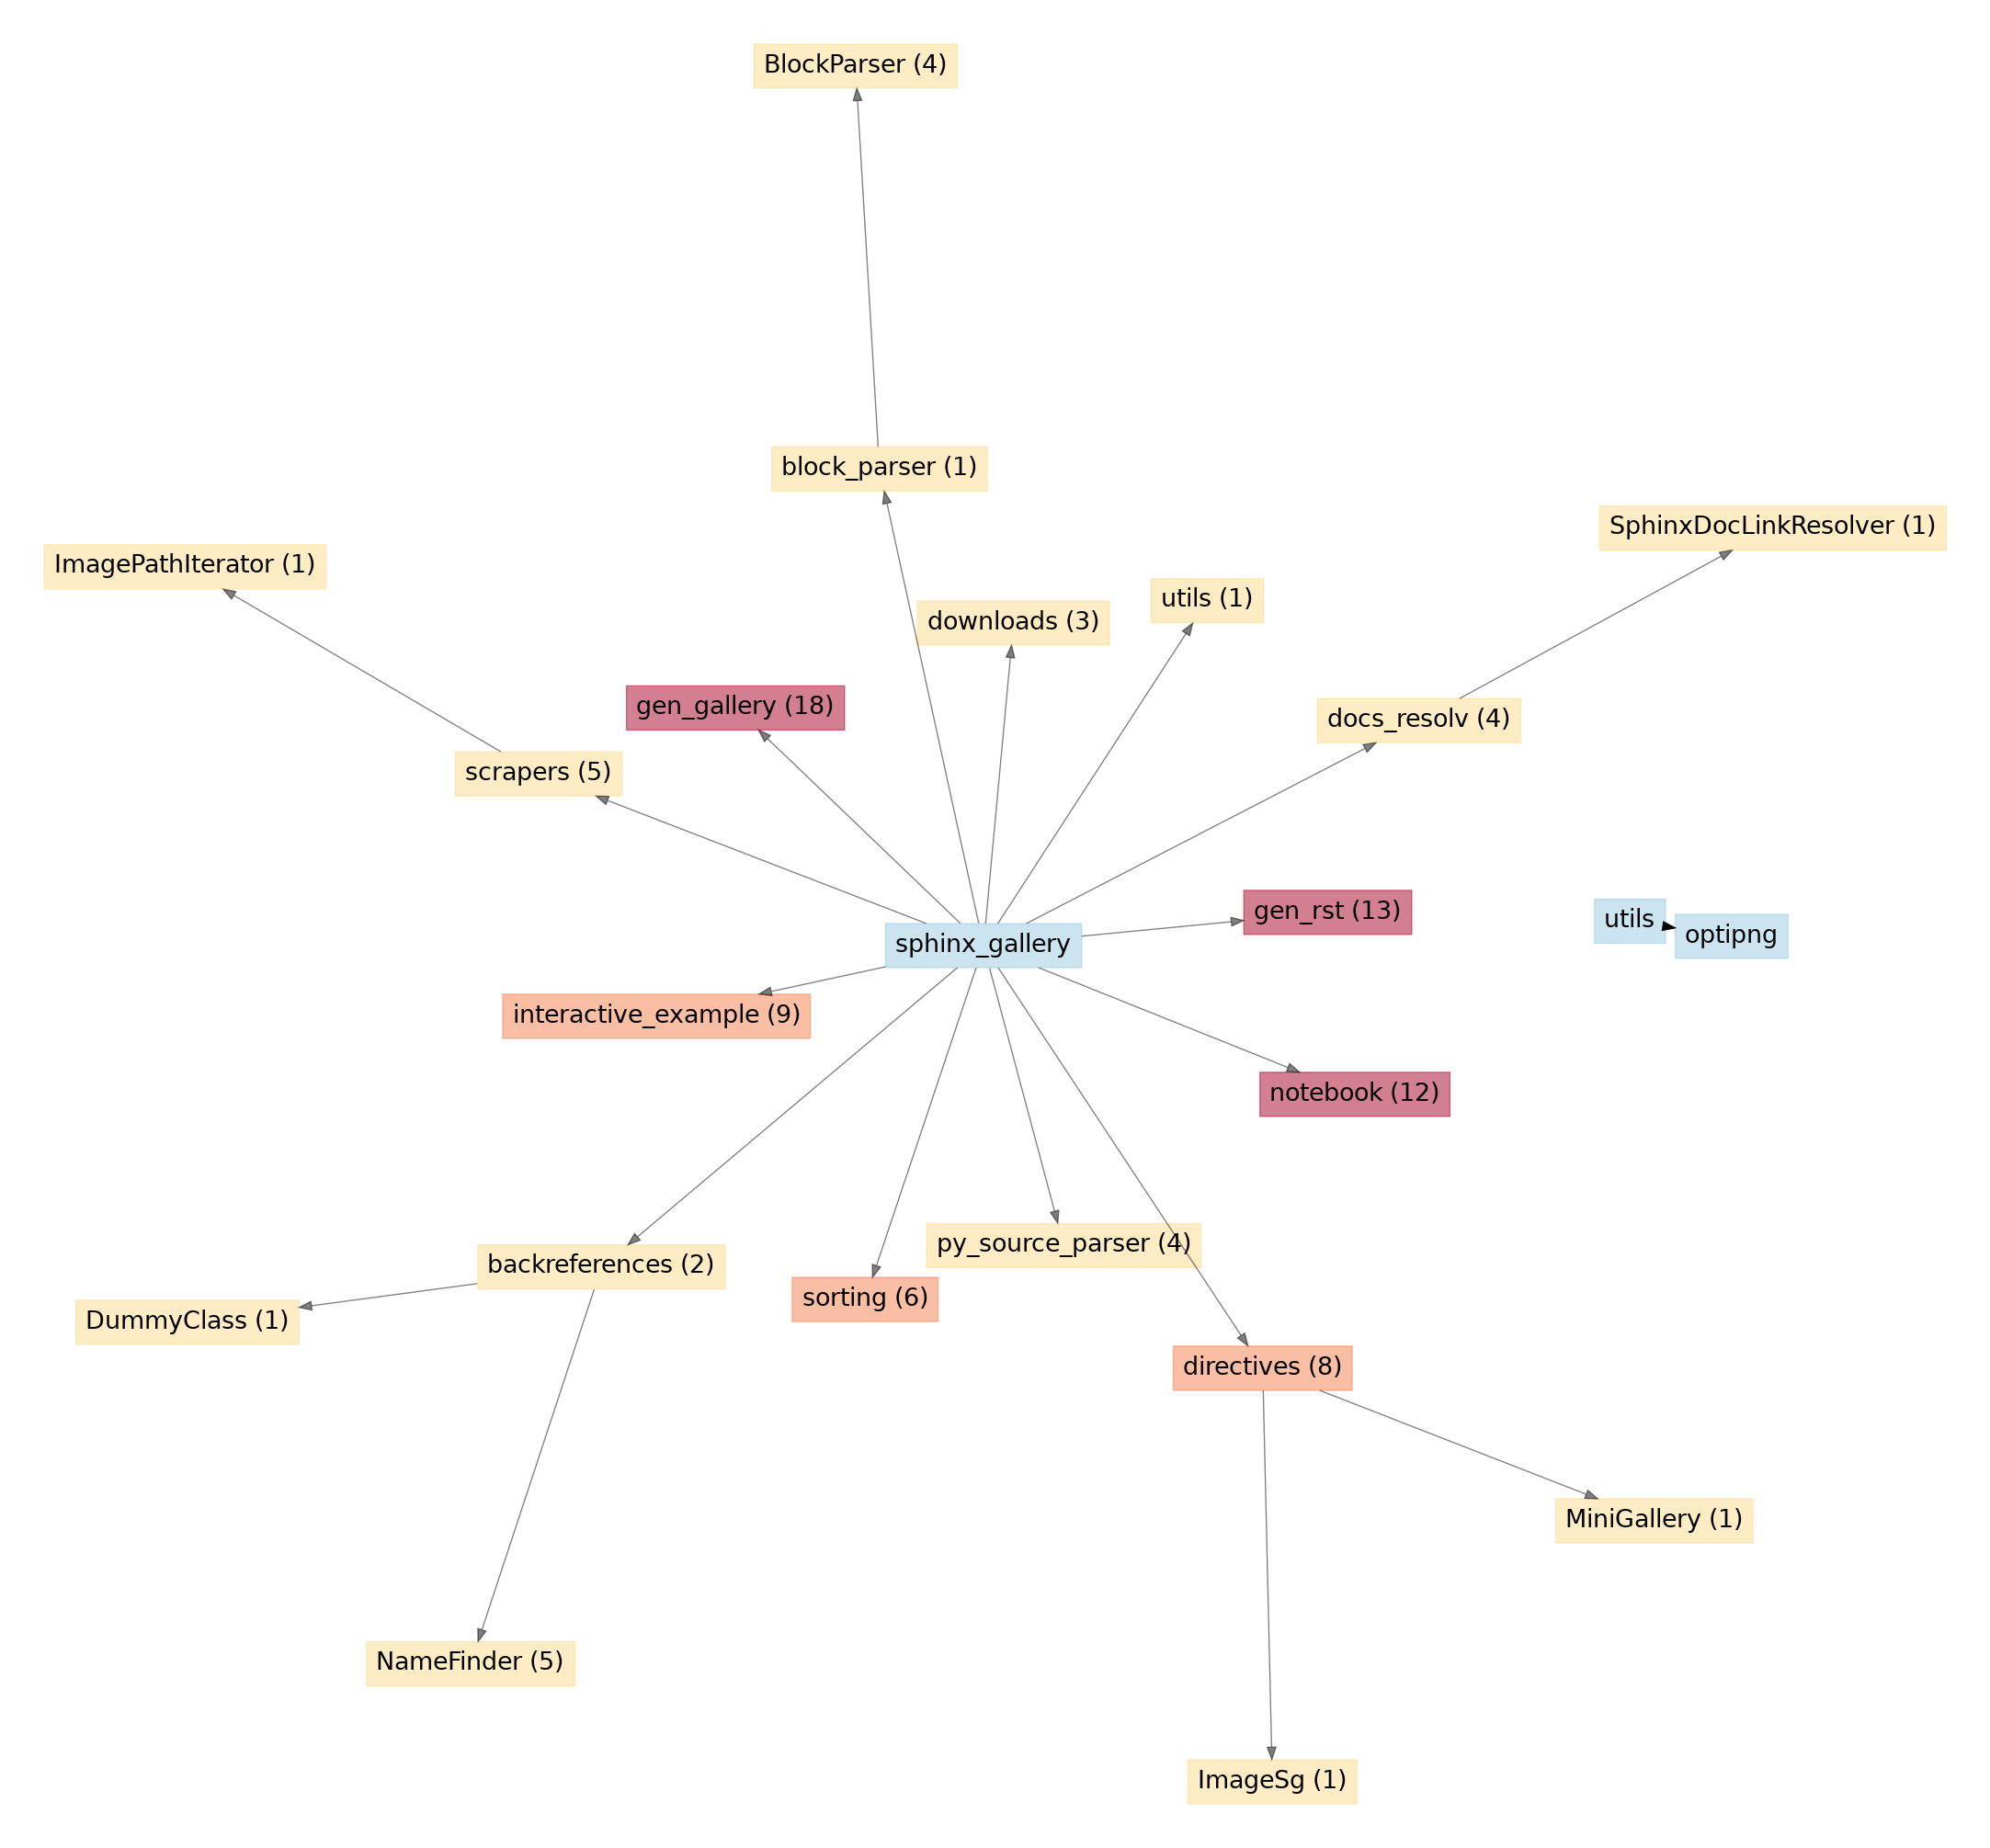 BlockParser (4)
block_parser (1)
SphinxDocLinkResolver (1)
ImagePathIterator (1)
utils (1)
downloads (3)
gen_gallery (18)
docs_resolv (4)
scrapers (5)
gen_rst (13)
utils
optipng
sphinx_gallery
interactive_example (9)
notebook (12)
py_source_parser (4)
backreferences (2)
sorting (6)
DummyClass (1)
directives (8)
MiniGallery (1)
NameFinder (5)
ImageSg (1)